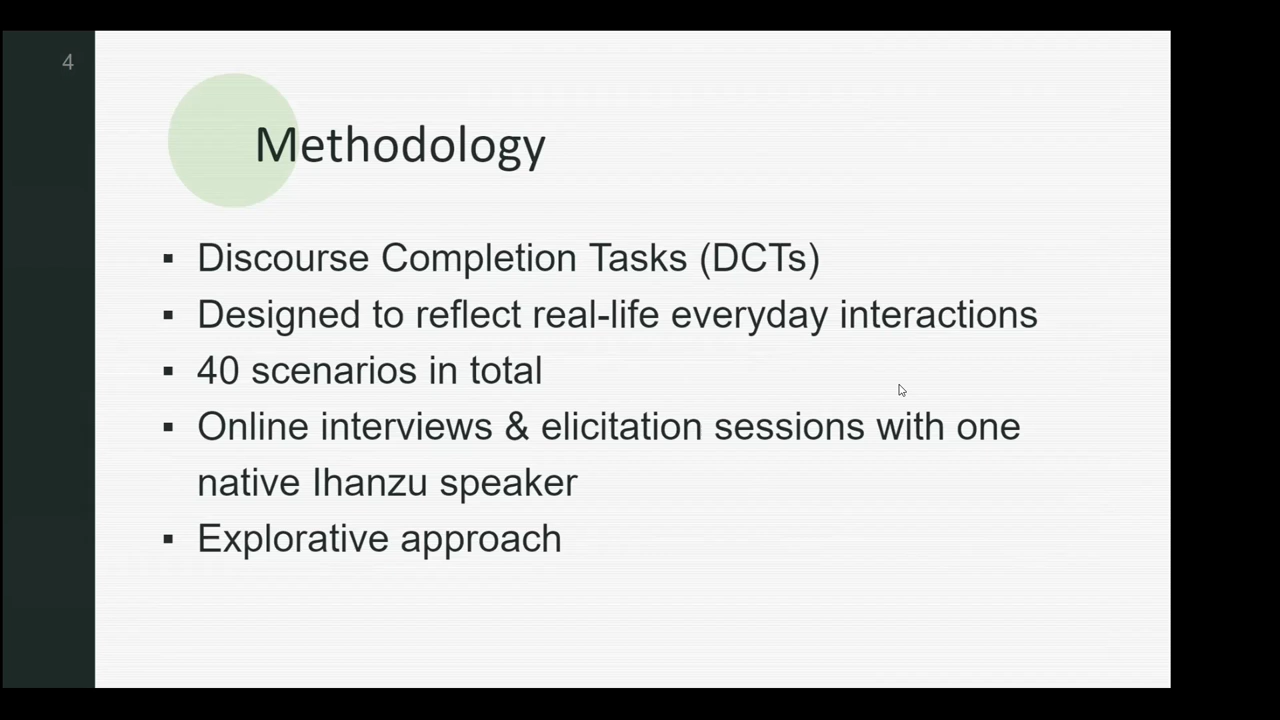 4
Methodology
▪ Discourse Completion Tasks (DCTs)
▪ Designed to reflect real-life everyday interactions
▪ 40 scenarios in total
▪ Online interviews & elicitation sessions with one
native Ihanzu speaker
▪ Explorative approach